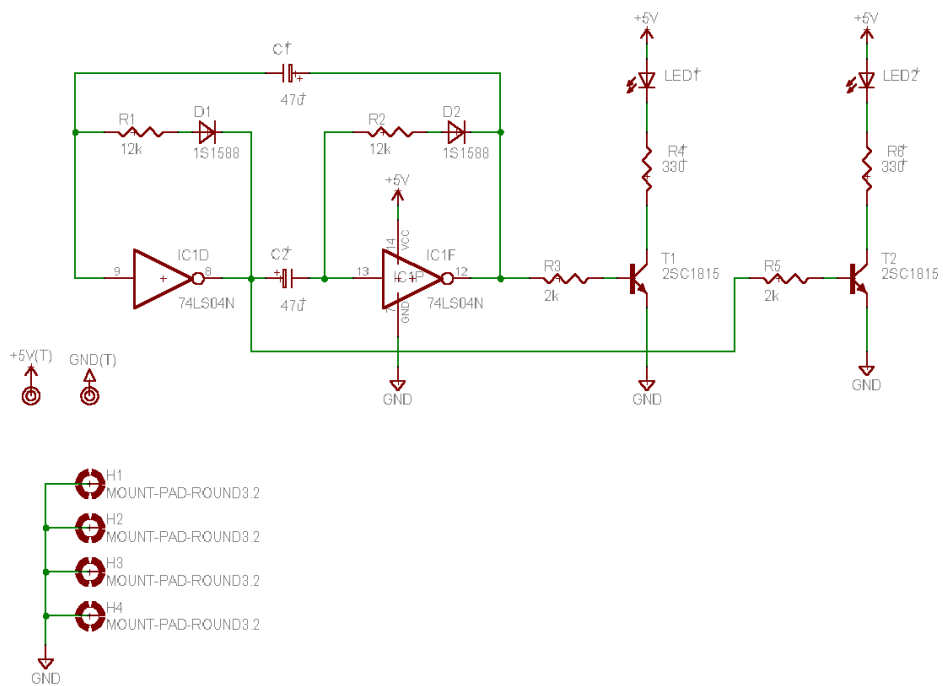 +5V
+5V
C1
47u
LED1
LED2
R1
12k
D1
1S1588
R2
12k
D2
1S1588
R4
330
R6
330
+5V
14
VCC
IC1D
9
8
74LS04N
C2
47u
IC1F
13
IC1P
12
74LS04N
7
GND
R3
2k
T1
2SC1815
R5
2k
T2
2SC1815
+5V(T)
GND(T)
GND
GND
GND
H1
MOUNT-PAD-ROUND3.2
H2
MOUNT-PAD-ROUND3.2
H3
MOUNT-PAD-ROUND3.2
H4
MOUNT-PAD-ROUND3.2
GND